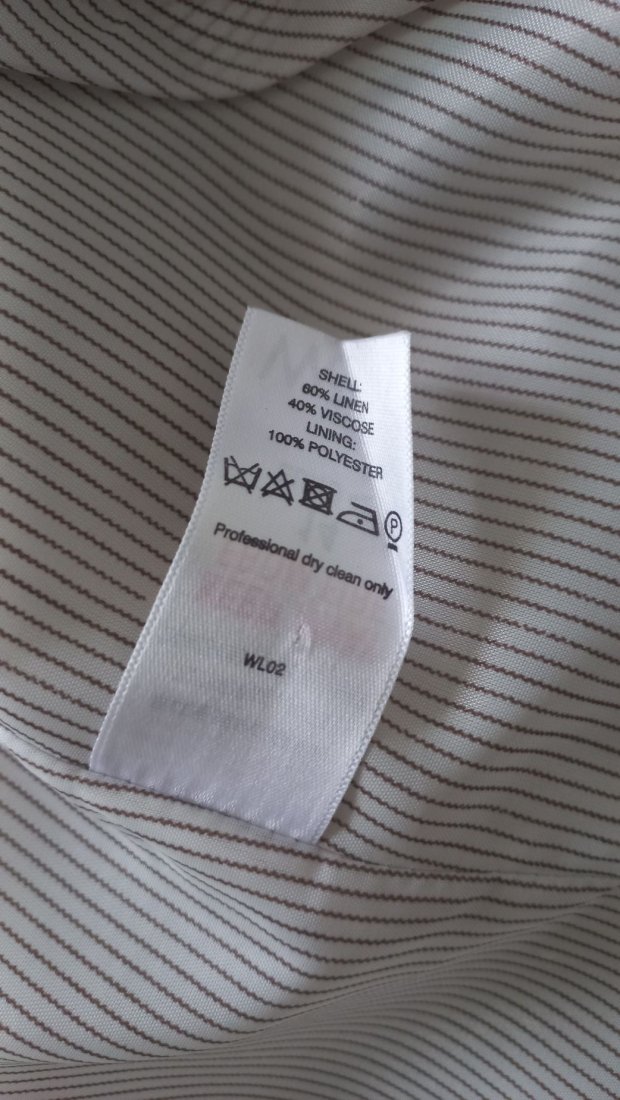 SHELL:
60% LINEN
40% VISCOSE
LINING:
100% POLYESTER
P
Professional dry clean only
WL02